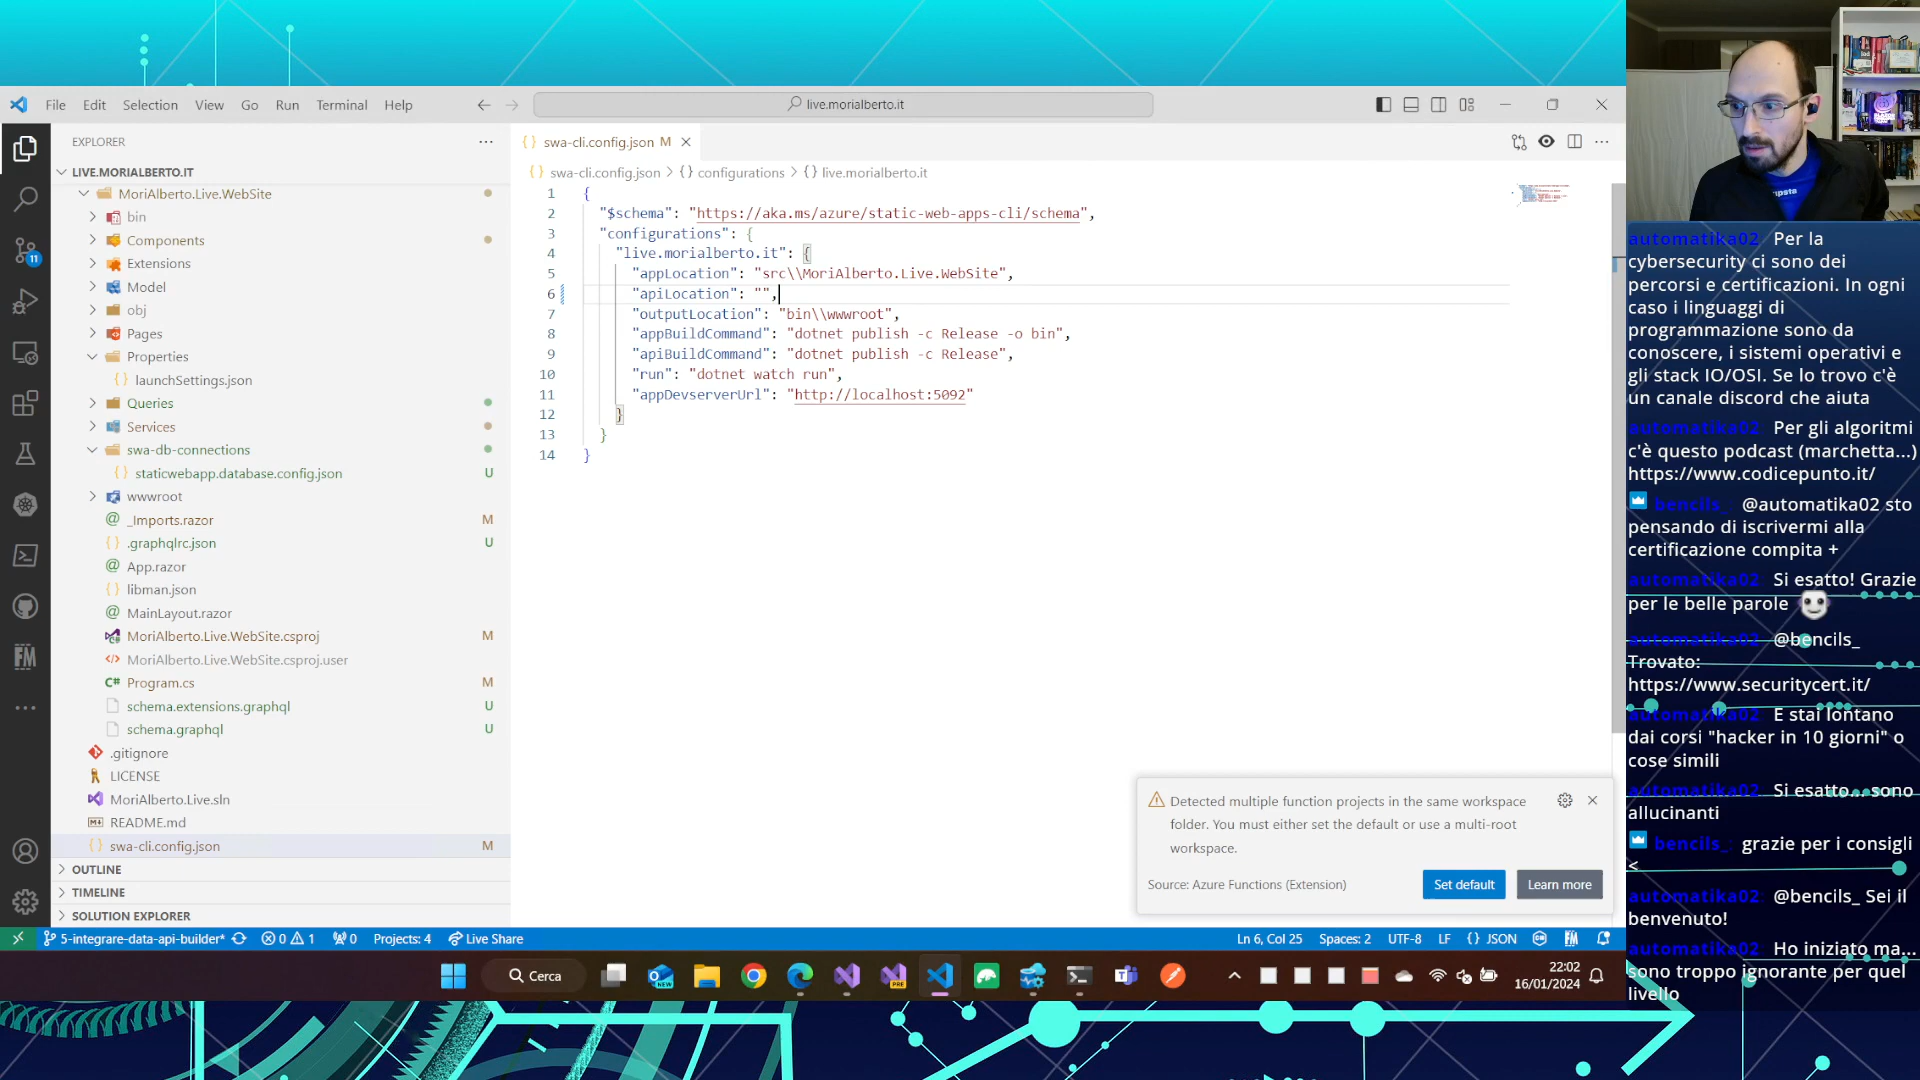 File Edit Selection View Go Run Terminal Help
live.morialberto.it
EXPLORER
LIVE.MORIALBERTO.IT
MoriAlberto.Live.WebSite
bin
Components
Extensions
Model
obj
Pages
Properties
launchSettings.json
Queries
Services
swa-db-connections
staticwebapp.database.config.json U
wwwroot
_Imports.razor M
.graphqlrc.json U
App.razor
libman.json
MainLayout.razor
MoriAlberto.Live.WebSite.csproj M
MoriAlberto.Live.WebSite.csproj.user
C# Program.cs M
schema.extensions.graphql U
schema.graphql U
.gitignore
LICENSE
MoriAlberto.Live.sln
README.md
swa-cli.config.json M
OUTLINE
TIMELINE
SOLUTION EXPLORER
11
swa-cli.config.json M
swa-cli.config.json > {} configurations > {} live.morialberto.it
1 {
2 "$schema": "https://aka.ms/azure/static-web-apps-cli/schema",
3 "configurations": {
4 "live.morialberto.it": {
5 "appLocation": "src\\MoriAlberto.Live.WebSite",
6 "apiLocation": "",
7 "outputLocation": "bin\\wwwroot",
8 "appBuildCommand": "dotnet publish -c Release -o bin",
9 "apiBuildCommand": "dotnet publish -c Release",
10 "run": "dotnet watch run",
11 "appDevserverUrl": "http://localhost:5092"
12 }
13 }
14 }
Detected multiple function projects in the same workspace
folder. You must either set the default or use a multi-root
workspace.
Source: Azure Functions (Extension)
Set default
Learn more
5-integrare-data-api-builder* 0 1 0 Projects: 4 Live Share
Ln 6, Col 25 Spaces: 2 UTF-8 LF {} JSON
Cerca
22:02
16/01/2024
automatika02 Per la
cybersecurity ci sono dei
percorsi e certificazioni. In ogni
caso i linguaggi di
programmazione sono da
conoscere, i sistemi operativi e
gli stack IO/OSI. Se lo trovo c'è
un canale discord che aiuta
automatika02 Per gli algoritmi
c'è questo podcast (marchetta...)
https://www.codicepunto.it/
bencils_: @automatika02 sto
pensando di iscrivermi alla
certificazione compita +
automatika02 Si esatto! Grazie
per le belle parole
automatika02 @bencils_
Trovato:
https://www.securitycert.it/
automatika02 E stai lontano
dai corsi "hacker in 10 giorni" o
cose simili
automatika02 Si esatto... sono
allucinanti
bencils_: grazie per i consigli
<
automatika02 @bencils_ Sei il
benvenuto!
automatika02 Ho iniziato ma...
sono troppo ignorante per quel
livello